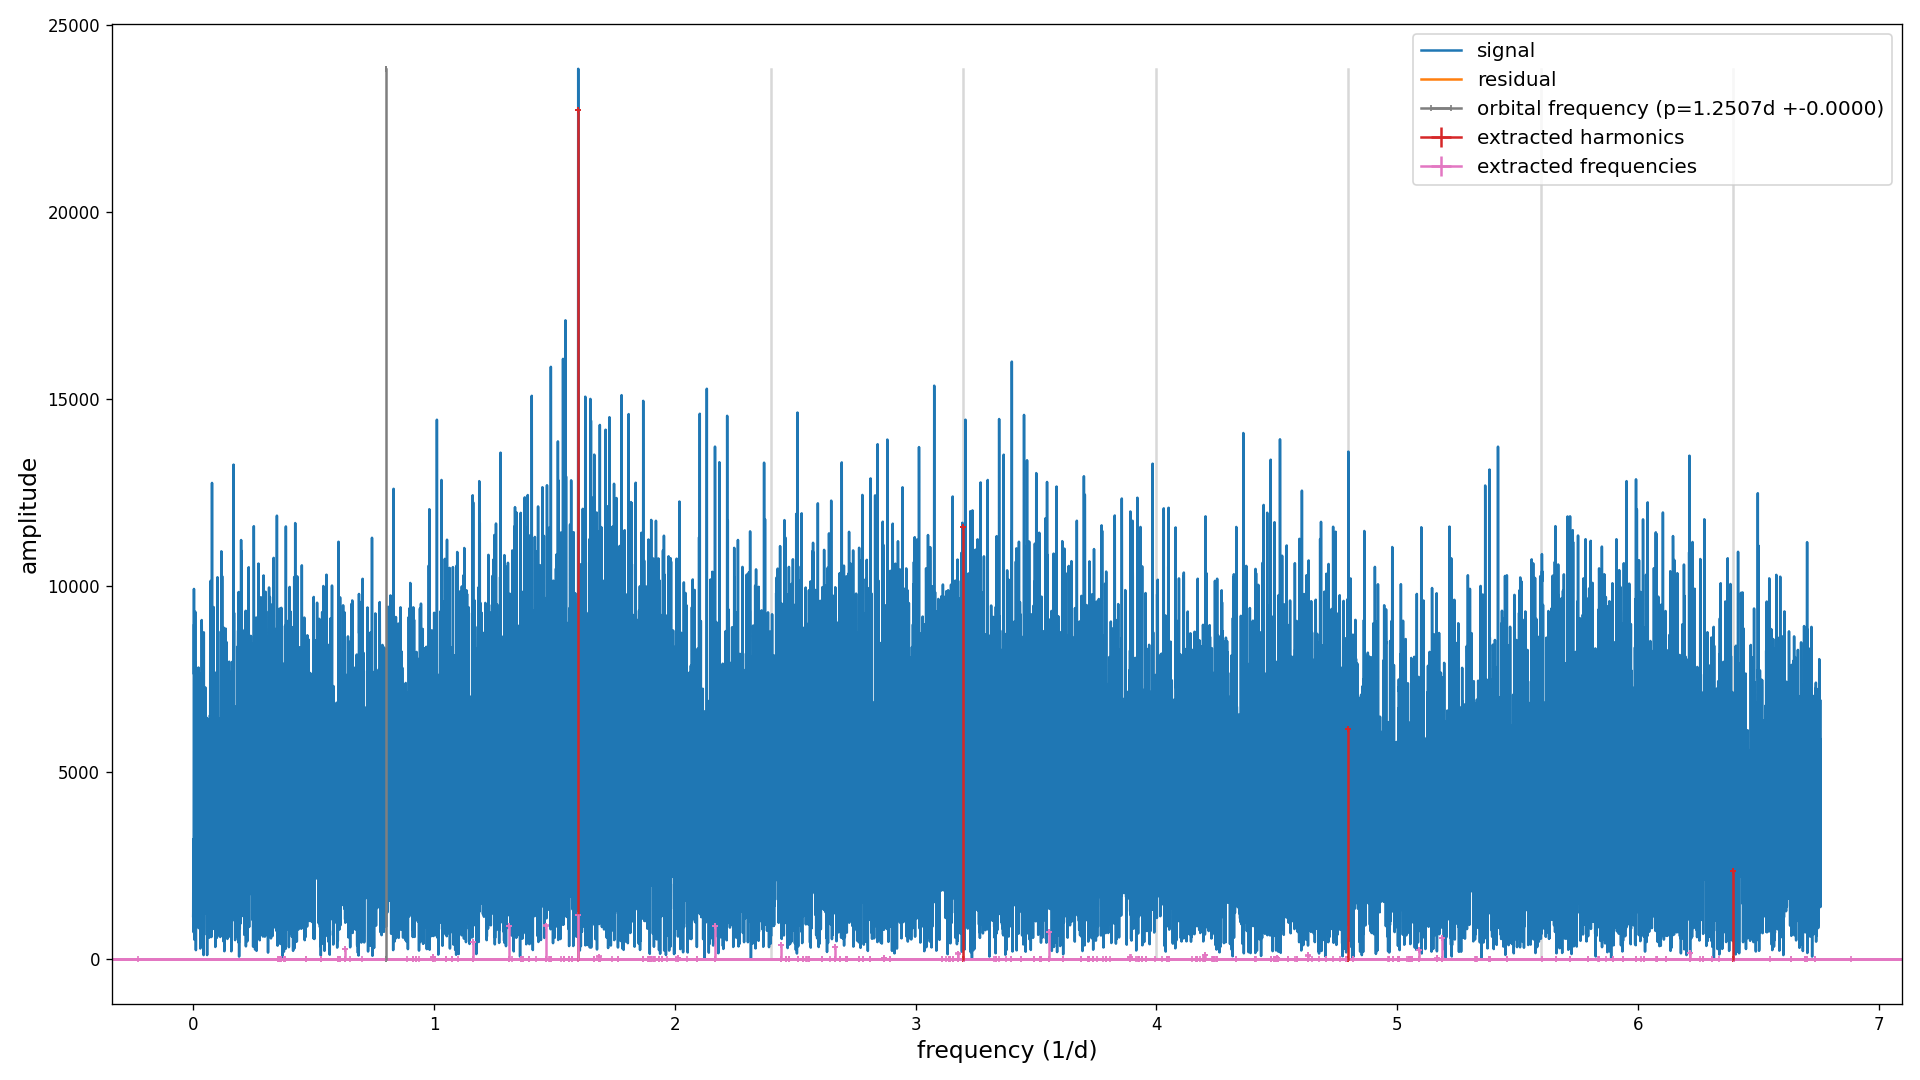 25000
20000
15000
10000
5000
0
amplitude
signal
residual
orbital frequency (p=1.2507d +-0.0000)
extracted harmonics
extracted frequencies
0 1 2 3 4 5 6 7
frequency (1/d)